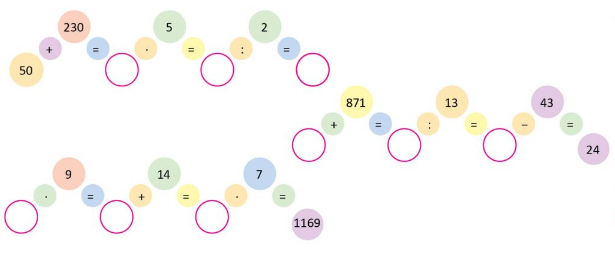 50 + 230 = · 5 = : 2 =
+ 871 = : 13 = − 43 = 24
· 9 = + 14 = · 7 = 1169